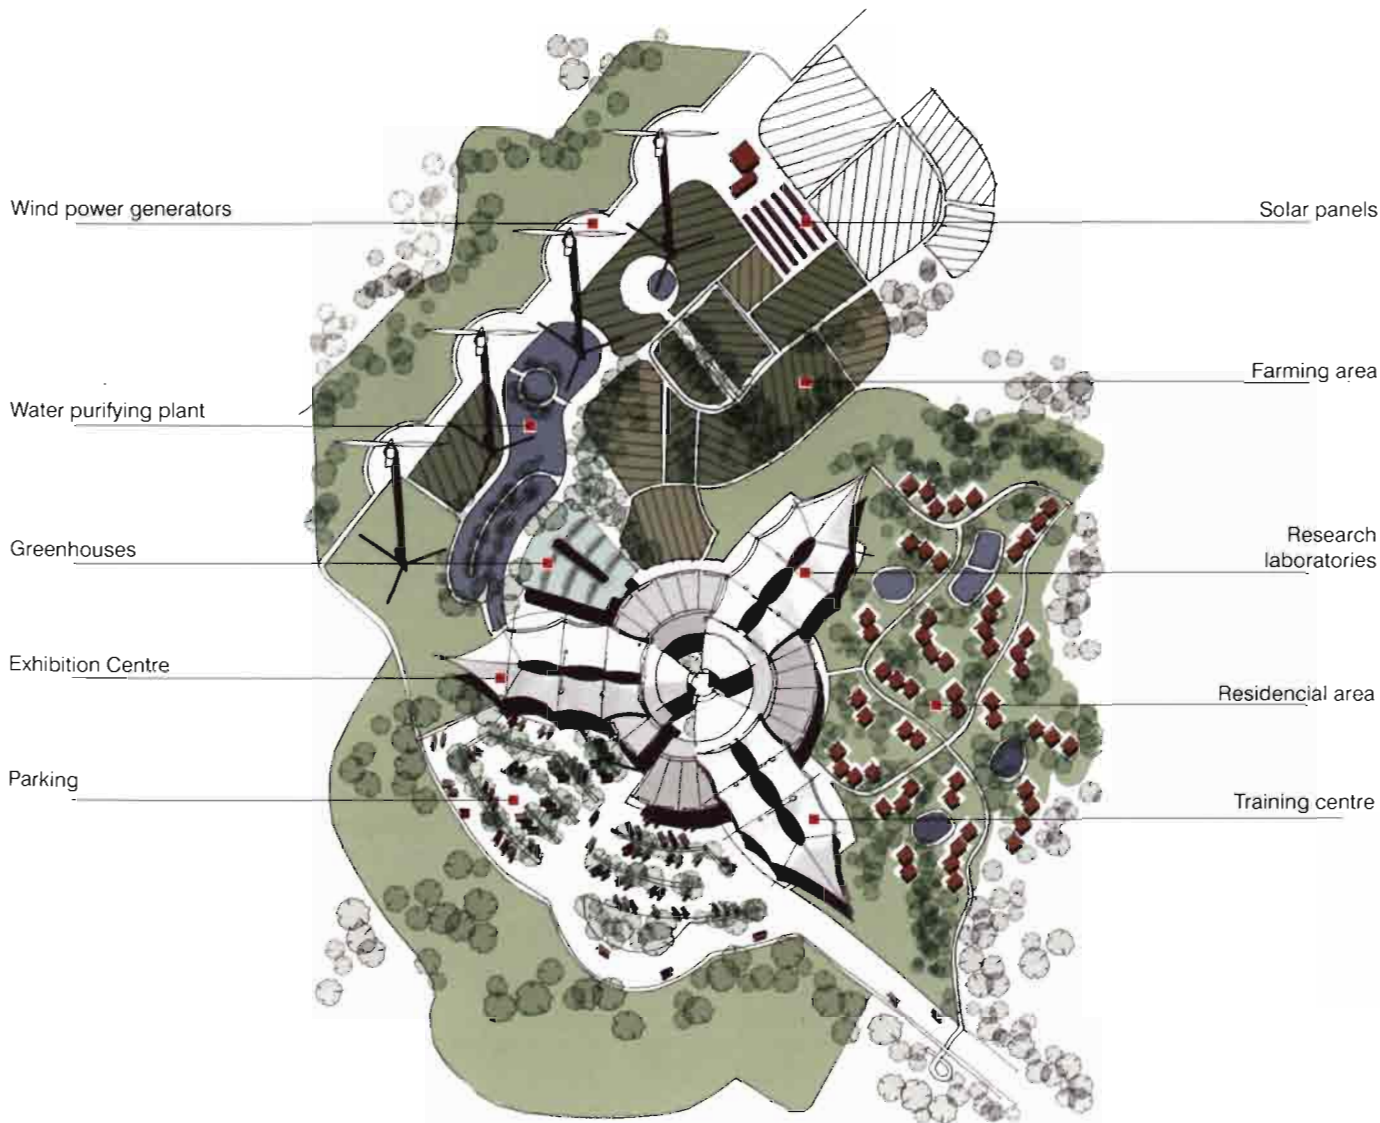 Wind power generators
Solar panels
Farming area
Water purifying plant
Greenhouses
Research
laboratories
Exhibition Centre
Residencial area
Parking
Training centre